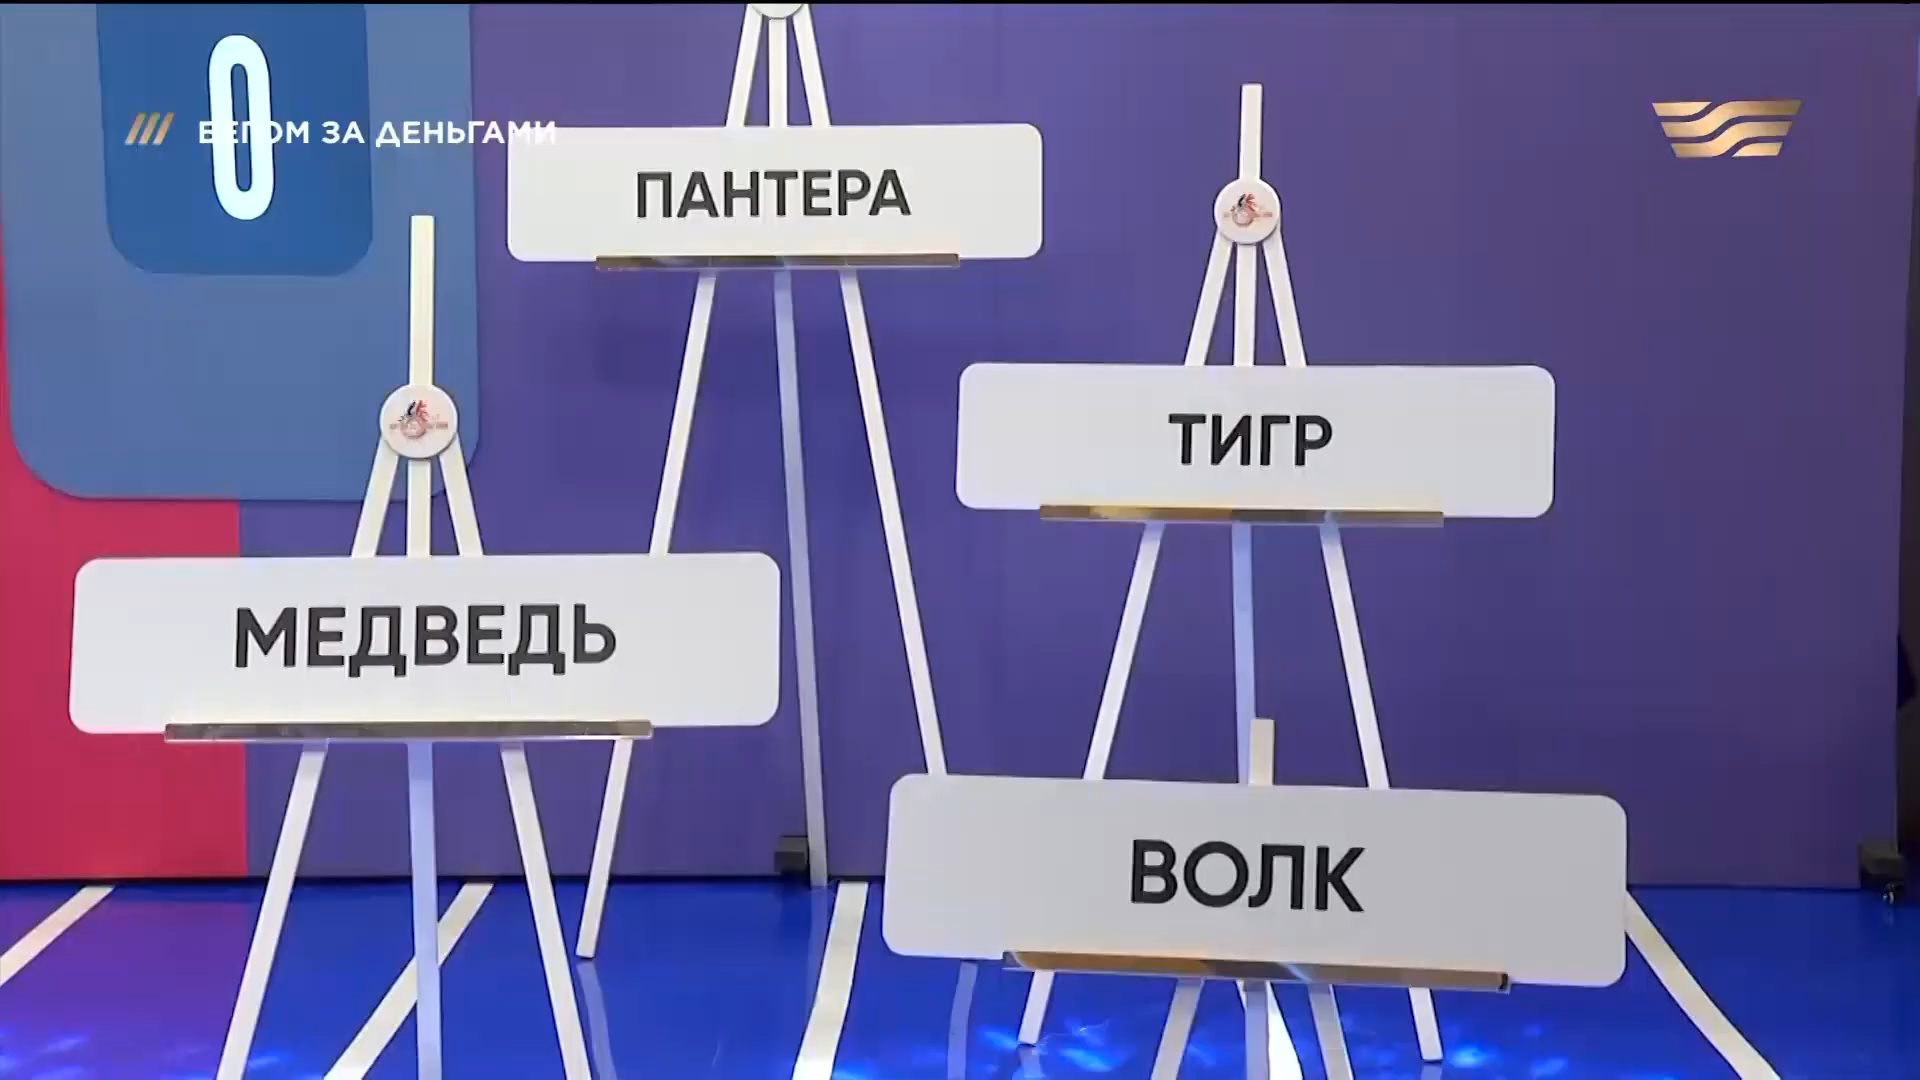 0
/// БЕГОМ ЗА ДЕНЬГАМИ
ПАНТЕРА
ТИГР
МЕДВЕДЬ
ВОЛК